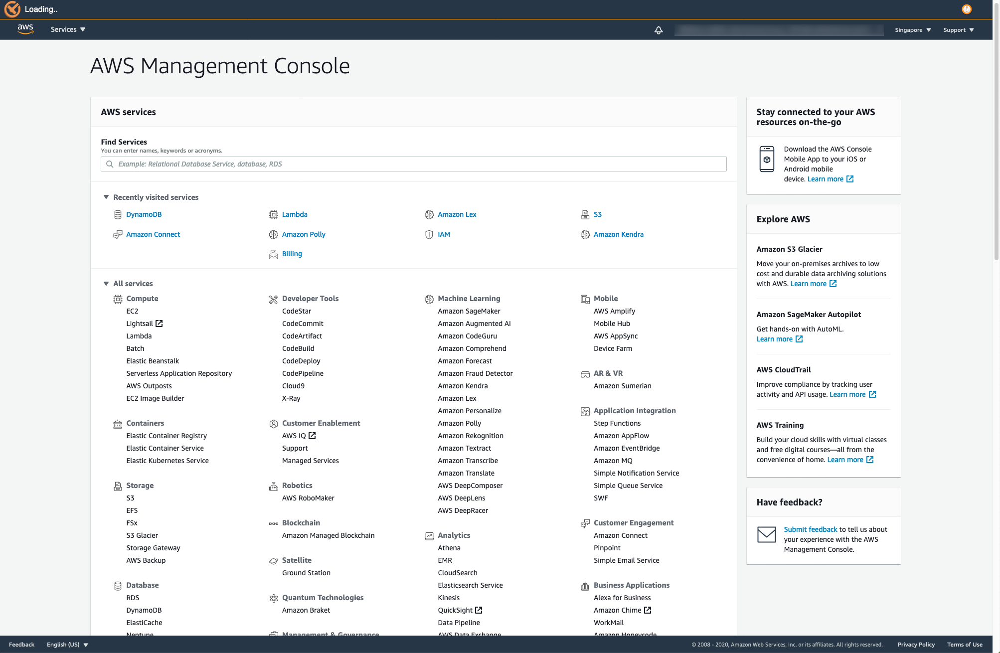 Loading..
aws
Services
Singapore
Support
AWS Management Console
AWS services
Find Services
You can enter names, keywords or acronyms.
Example: Relational Database Service, database, RDS
Recently visited services
DynamoDB
Lambda
Amazon Lex
S3
Amazon Connect
Amazon Polly
IAM
Amazon Kendra
Billing
All services
Compute
EC2
Lightsail
Lambda
Batch
Elastic Beanstalk
Serverless Application Repository
AWS Outposts
EC2 Image Builder
Containers
Elastic Container Registry
Elastic Container Service
Elastic Kubernetes Service
Storage
S3
EFS
FSx
S3 Glacier
Storage Gateway
AWS Backup
Database
RDS
DynamoDB
ElastiCache
Neptune
Developer Tools
CodeStar
CodeCommit
CodeArtifact
CodeBuild
CodeDeploy
CodePipeline
Cloud9
X-Ray
Customer Enablement
AWS IQ
Support
Managed Services
Robotics
AWS RoboMaker
Blockchain
Amazon Managed Blockchain
Satellite
Ground Station
Quantum Technologies
Amazon Braket
Management & Governance
Machine Learning
Amazon SageMaker
Amazon Augmented AI
Amazon CodeGuru
Amazon Comprehend
Amazon Forecast
Amazon Fraud Detector
Amazon Kendra
Amazon Lex
Amazon Personalize
Amazon Polly
Amazon Rekognition
Amazon Textract
Amazon Transcribe
Amazon Translate
AWS DeepComposer
AWS DeepLens
AWS DeepRacer
Analytics
Athena
EMR
CloudSearch
Elasticsearch Service
Kinesis
QuickSight
Data Pipeline
AWS Data Exchange
Mobile
AWS Amplify
Mobile Hub
AWS AppSync
Device Farm
AR & VR
Amazon Sumerian
Application Integration
Step Functions
Amazon AppFlow
Amazon EventBridge
Amazon MQ
Simple Notification Service
Simple Queue Service
SWF
Customer Engagement
Amazon Connect
Pinpoint
Simple Email Service
Business Applications
Alexa for Business
Amazon Chime
WorkMail
Amazon Honeycode
Stay connected to your AWS
resources on-the-go
Download the AWS Console
Mobile App to your iOS or
Android mobile
device. Learn more
Explore AWS
Amazon S3 Glacier
Move your on-premises archives to low
cost and durable data archiving solutions
with AWS. Learn more
Amazon SageMaker Autopilot
Get hands-on with AutoML.
Learn more
AWS CloudTrail
Improve compliance by tracking user
activity and API usage. Learn more
AWS Training
Build your cloud skills with virtual classes
and free digital courses—all from the
convenience of home. Learn more
Have feedback?
Submit feedback to tell us about
your experience with the AWS
Management Console.
Feedback
English (US)
© 2008 - 2020, Amazon Web Services, Inc. or its affiliates. All rights reserved.
Privacy Policy
Terms of Use